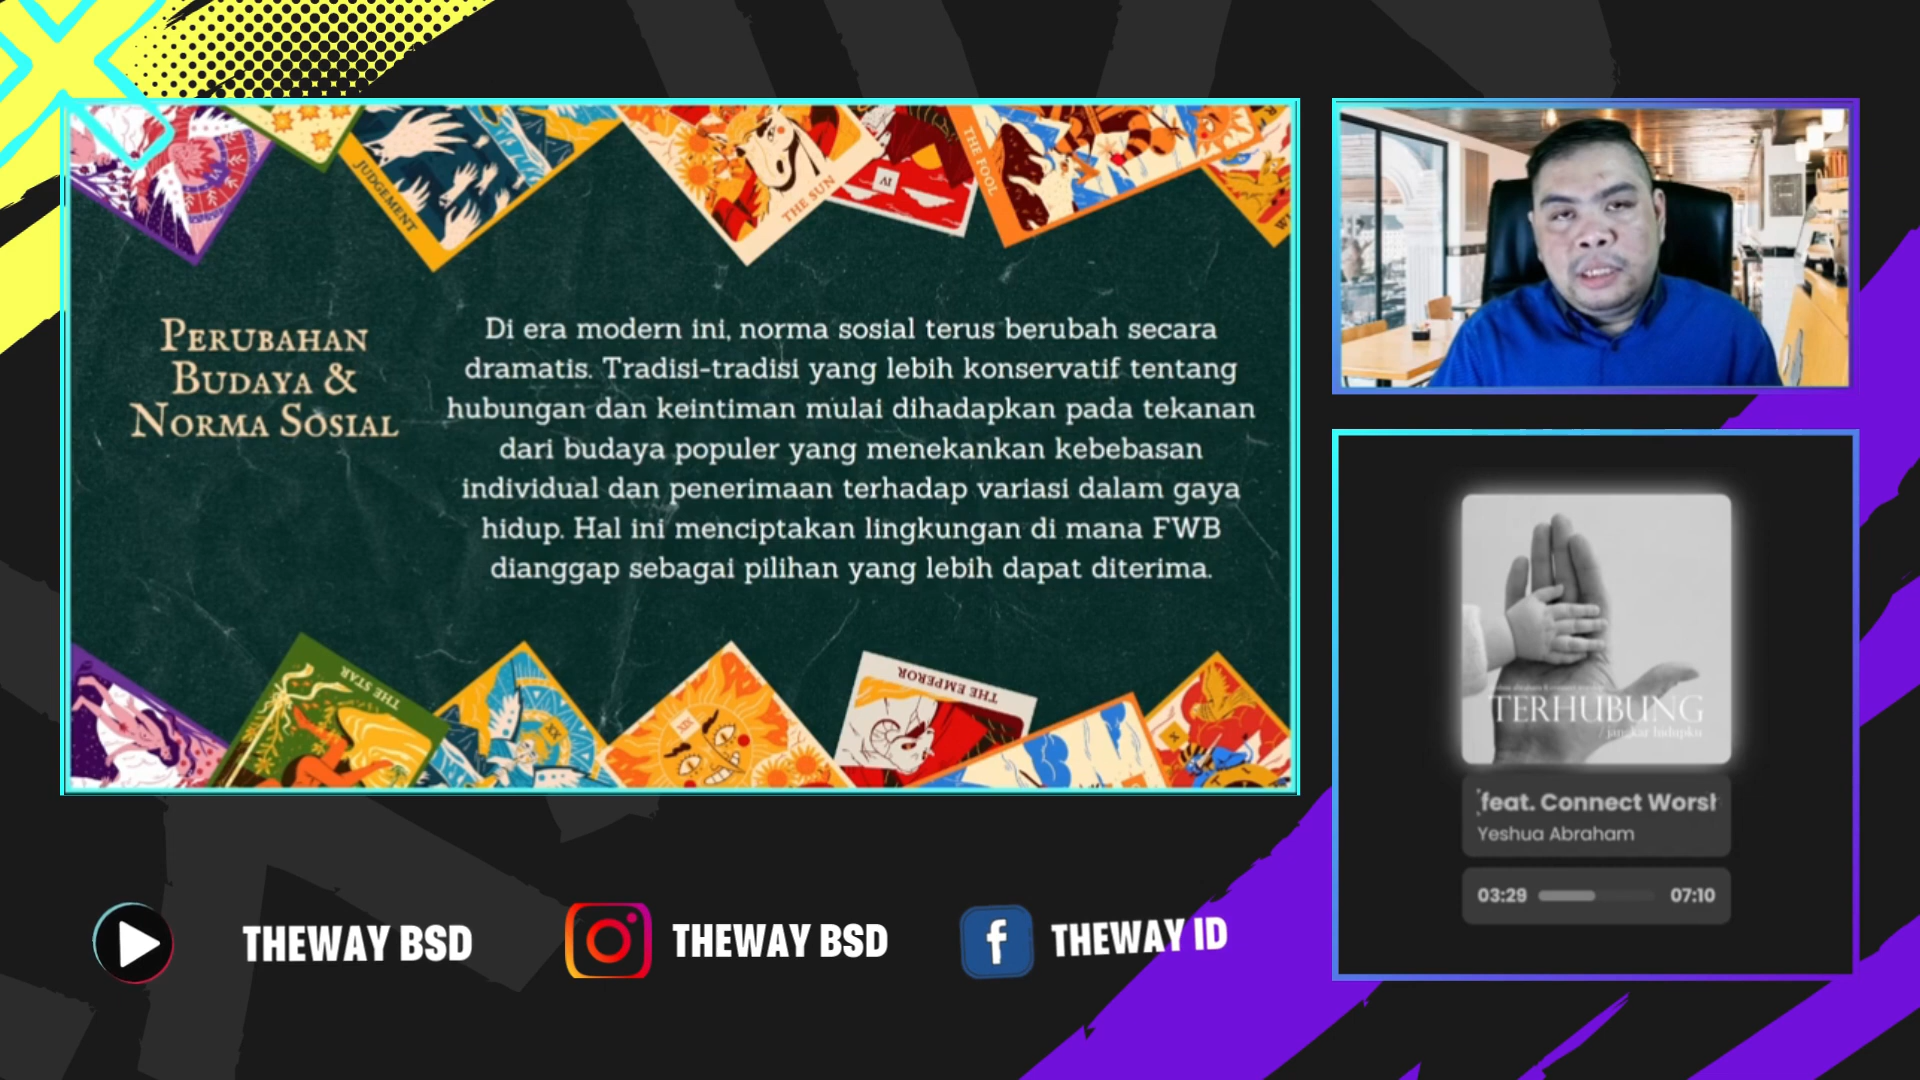 JUDGEMENT
THE SUN
VI
THE FOOL
PERUBAHAN
BUDAYA &
NORMA SOSIAL
Di era modern ini, norma sosial terus berubah secara
dramatis. Tradisi-tradisi yang lebih konservatif tentang
hubungan dan keintiman mulai dihadapkan pada tekanan
dari budaya populer yang menekankan kebebasan
individual dan penerimaan terhadap variasi dalam gaya
hidup. Hal ini menciptakan lingkungan di mana FWB
dianggap sebagai pilihan yang lebih dapat diterima.
THE STAR
XX
XIX
THE EMPEROR
X
TERHUBUNG
feat. Connect Worsh
Yeshua Abraham
03:29
07:10
THEWAY BSD
THEWAY BSD
THEWAY ID